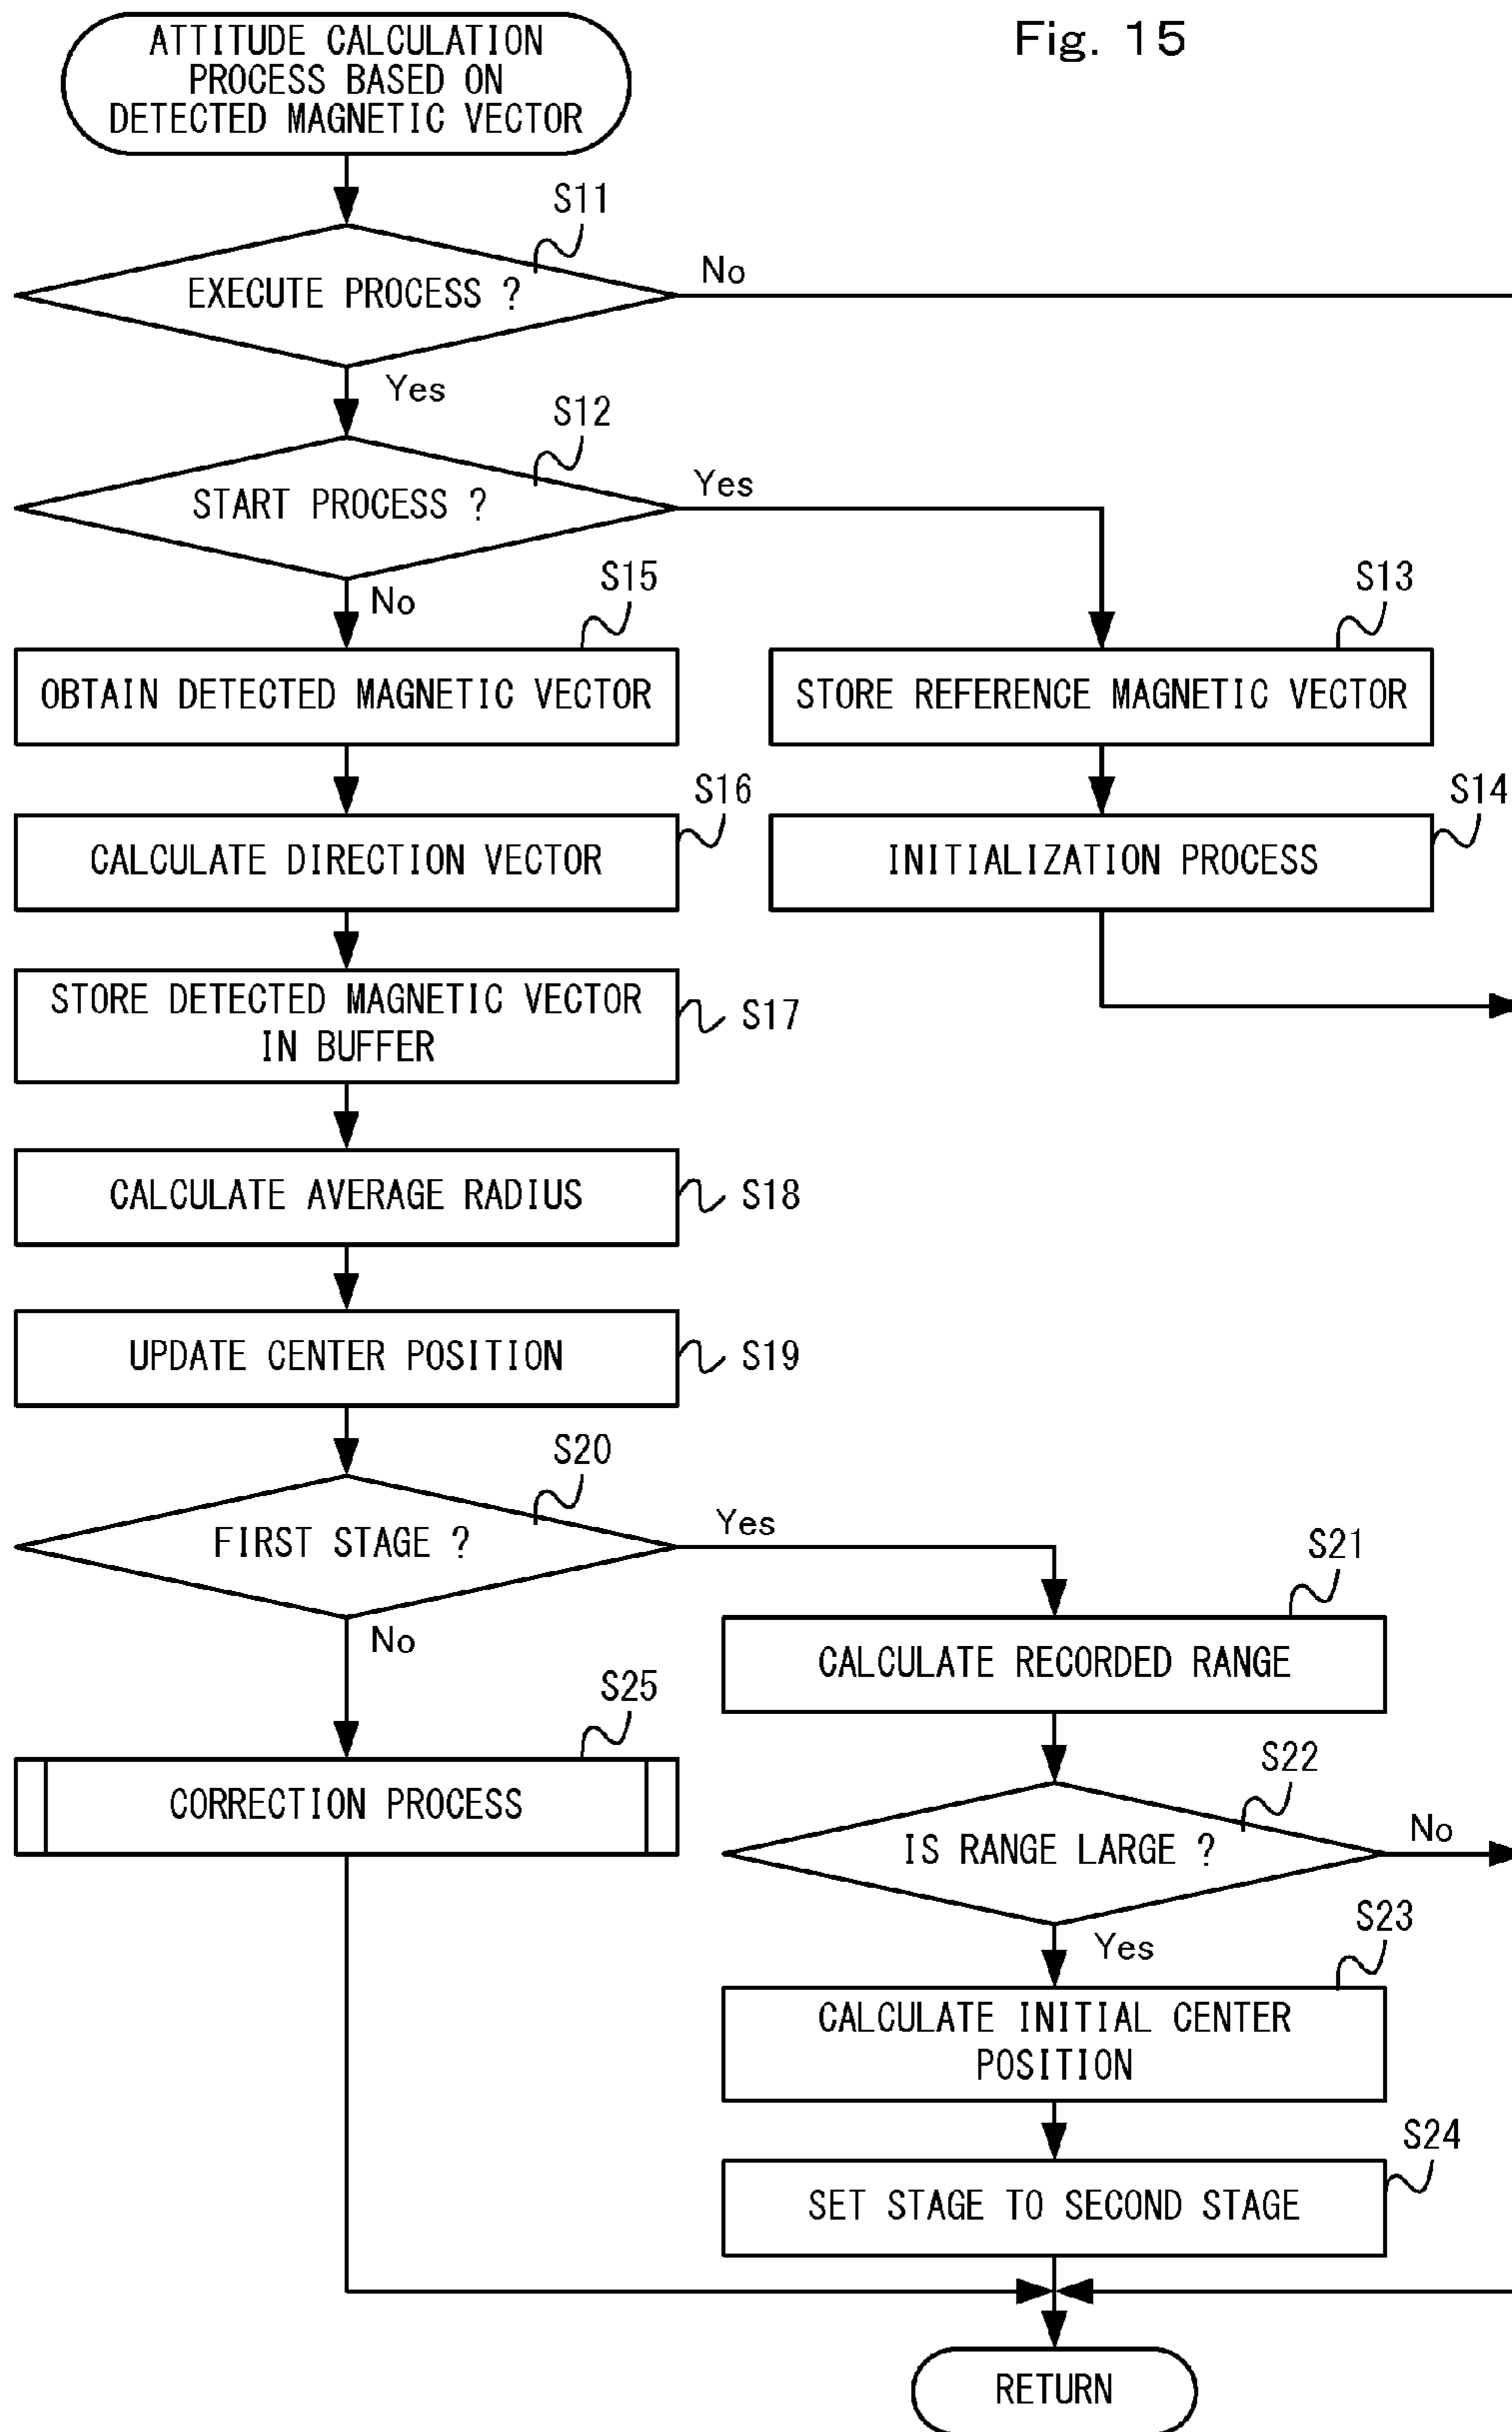 Fig. 15
ATTITUDE CALCULATION
PROCESS BASED ON
DETECTED MAGNETIC VECTOR
S11
EXECUTE PROCESS ?
No
Yes
S12
START PROCESS ?
Yes
No
S15
OBTAIN DETECTED MAGNETIC VECTOR
S13
STORE REFERENCE MAGNETIC VECTOR
S16
CALCULATE DIRECTION VECTOR
S14
INITIALIZATION PROCESS
STORE DETECTED MAGNETIC VECTOR
IN BUFFER
S17
CALCULATE AVERAGE RADIUS
S18
UPDATE CENTER POSITION
S19
S20
FIRST STAGE ?
Yes
No
S21
CALCULATE RECORDED RANGE
S25
CORRECTION PROCESS
S22
IS RANGE LARGE ?
No
Yes
S23
CALCULATE INITIAL CENTER
POSITION
S24
SET STAGE TO SECOND STAGE
RETURN